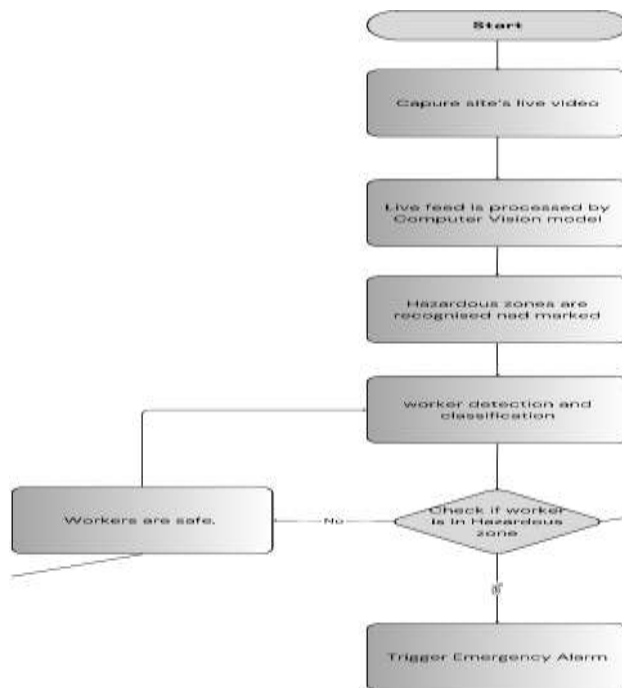 Start
Capure site's live video
Live feed is processed by
Computer Vision model
Hazardous zones are
recognised nad marked
worker detection and
classification
Workers are safe.
No
Check if worker
is in Hazardous
zone
Trigger Emergency Alarm